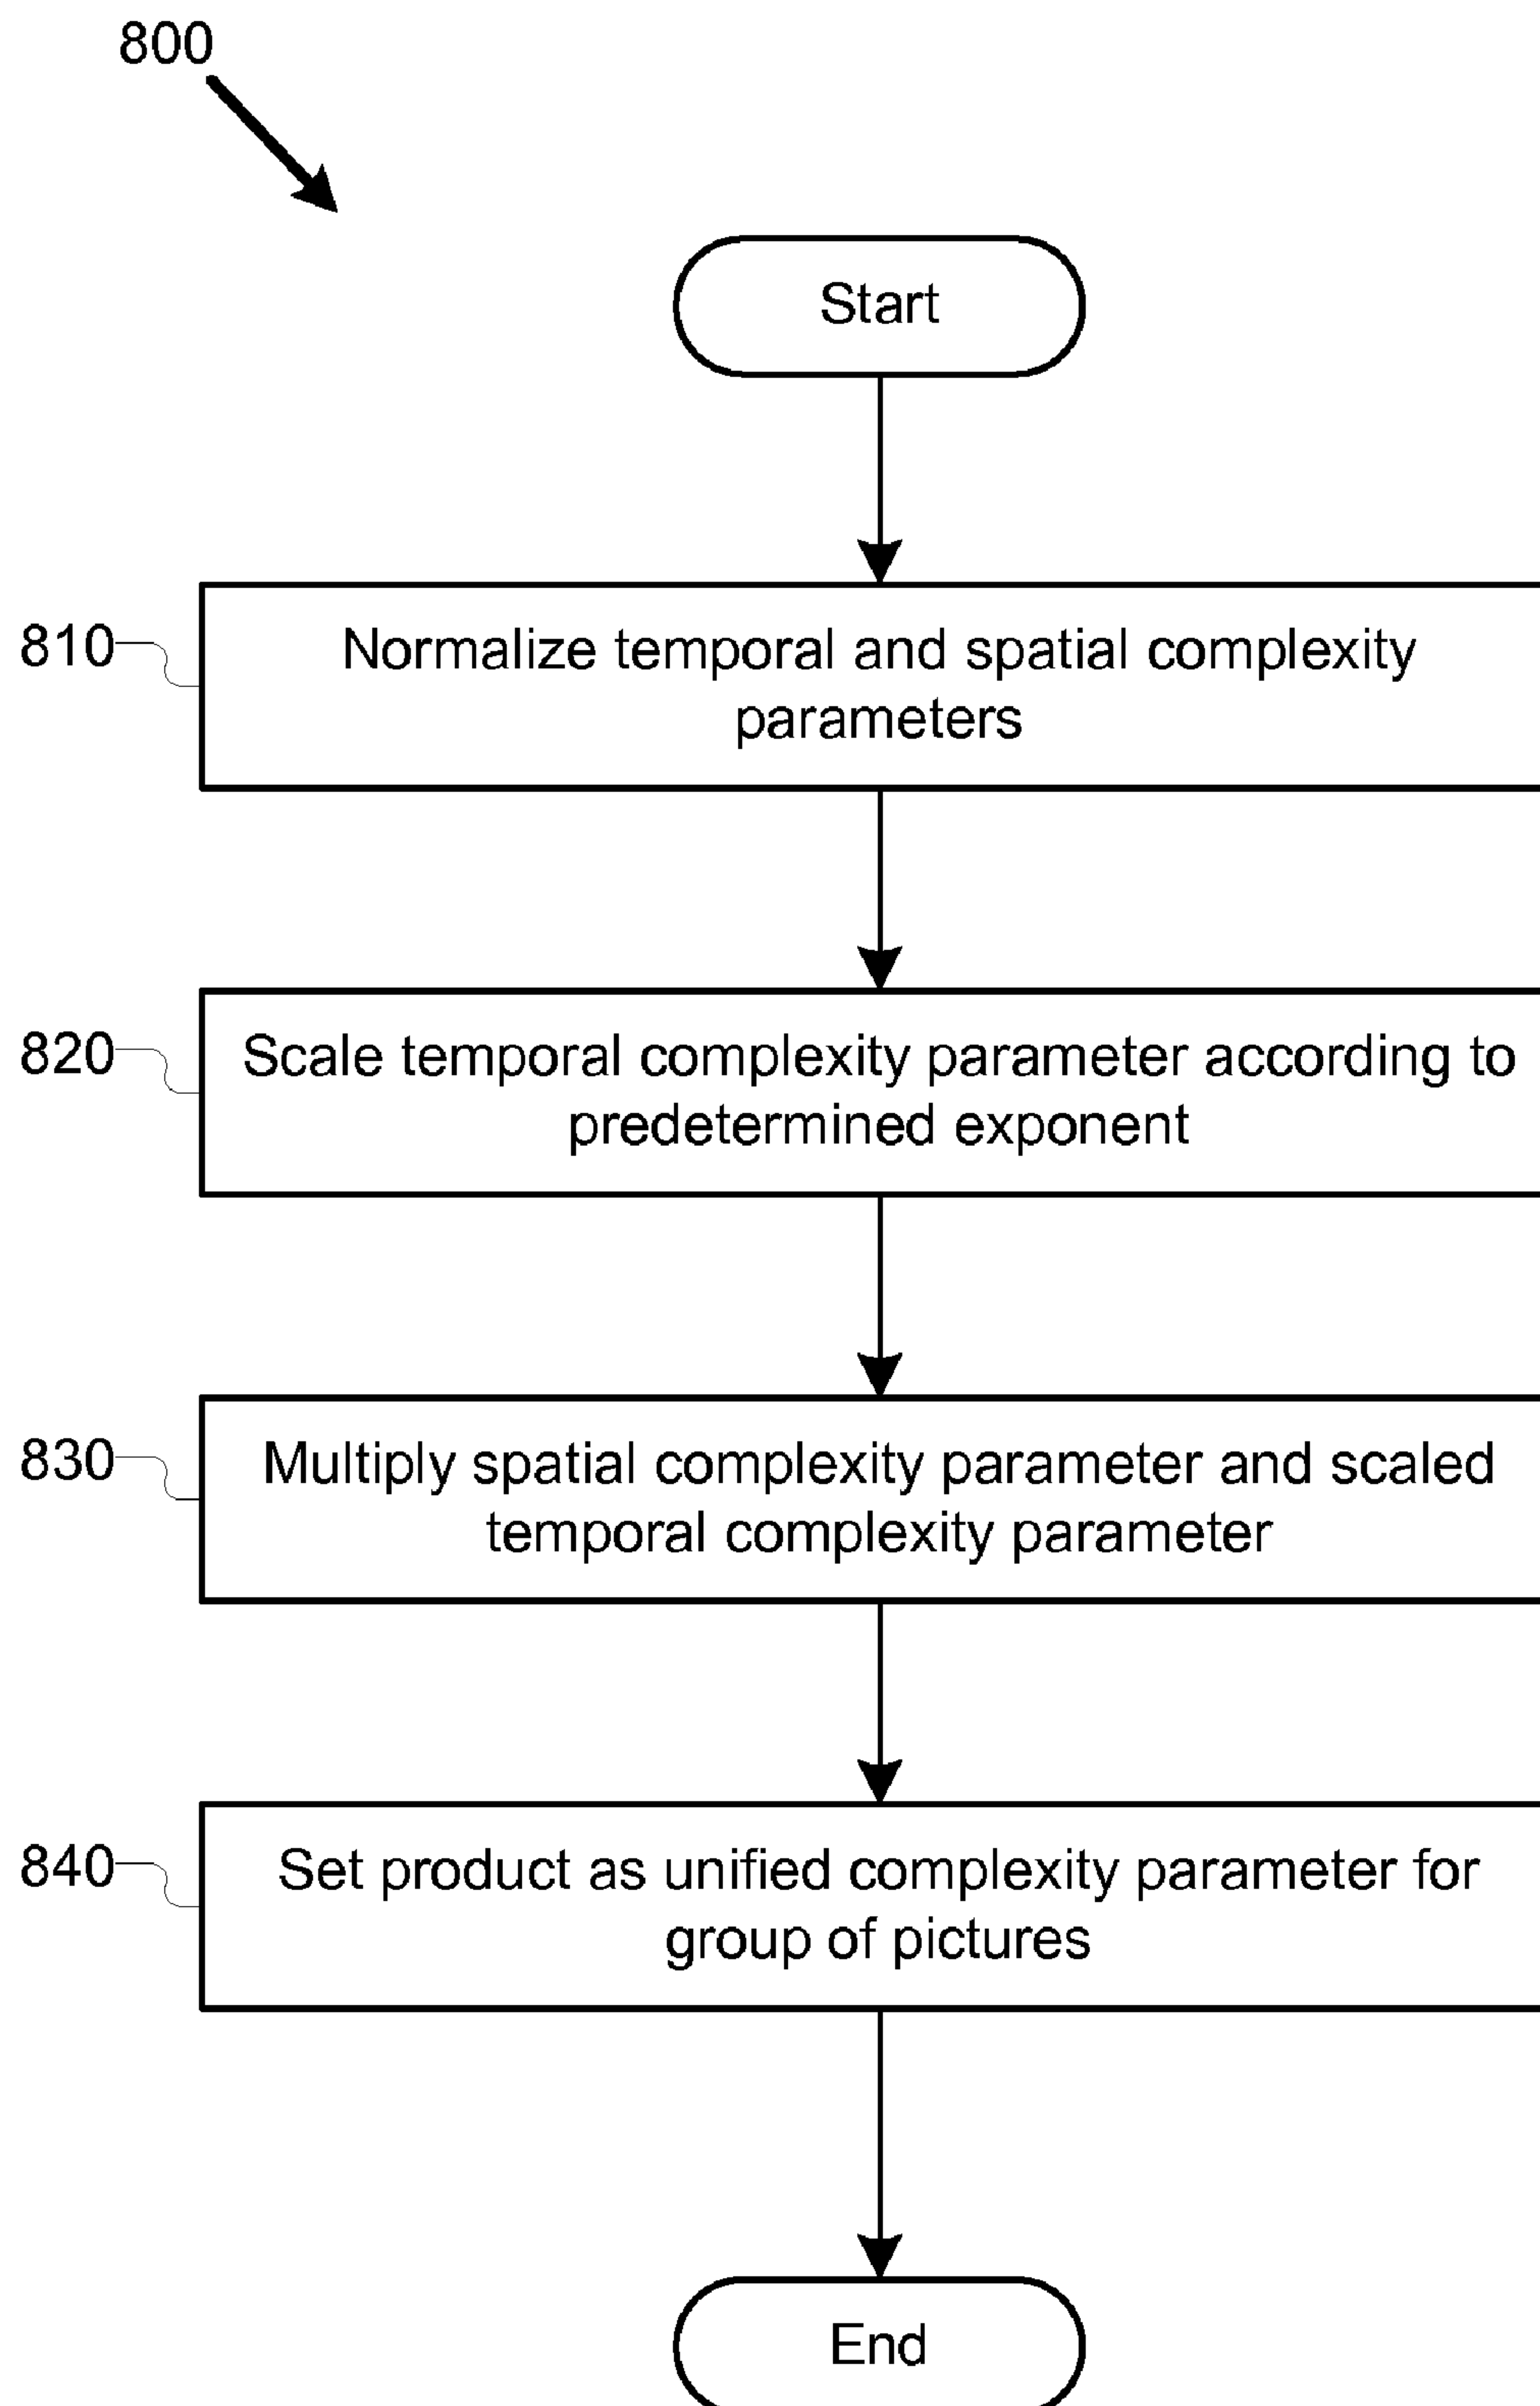 800
Start
810
Normalize temporal and spatial complexity
parameters
820
Scale temporal complexity parameter according to
predetermined exponent
830
Multiply spatial complexity parameter and scaled
temporal complexity parameter
840
Set product as unified complexity parameter for
group of pictures
End